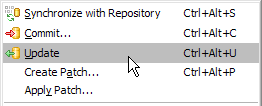 Synchronize with Repository Ctrl+Alt+S
Commit... Ctrl+Alt+C
Update Ctrl+Alt+U
Create Patch... Ctrl+Alt+P
Apply Patch...